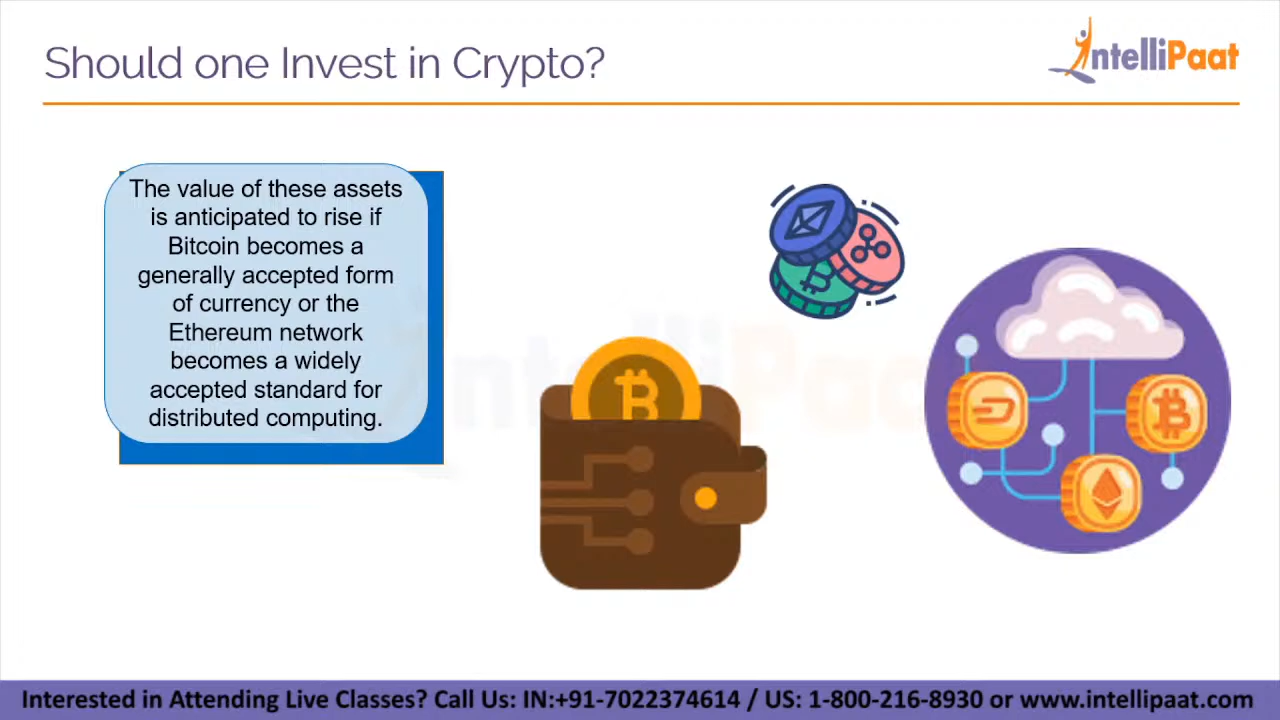 Should one Invest in Crypto?
IntelliPaat
The value of these assets
is anticipated to rise if
Bitcoin becomes a
generally accepted form
of currency or the
Ethereum network
becomes a widely
accepted standard for
distributed computing.
IntelliPaat
Interested in Attending Live Classes? Call Us: IN:+91-7022374614 / US: 1-800-216-8930 or www.intellipaat.com